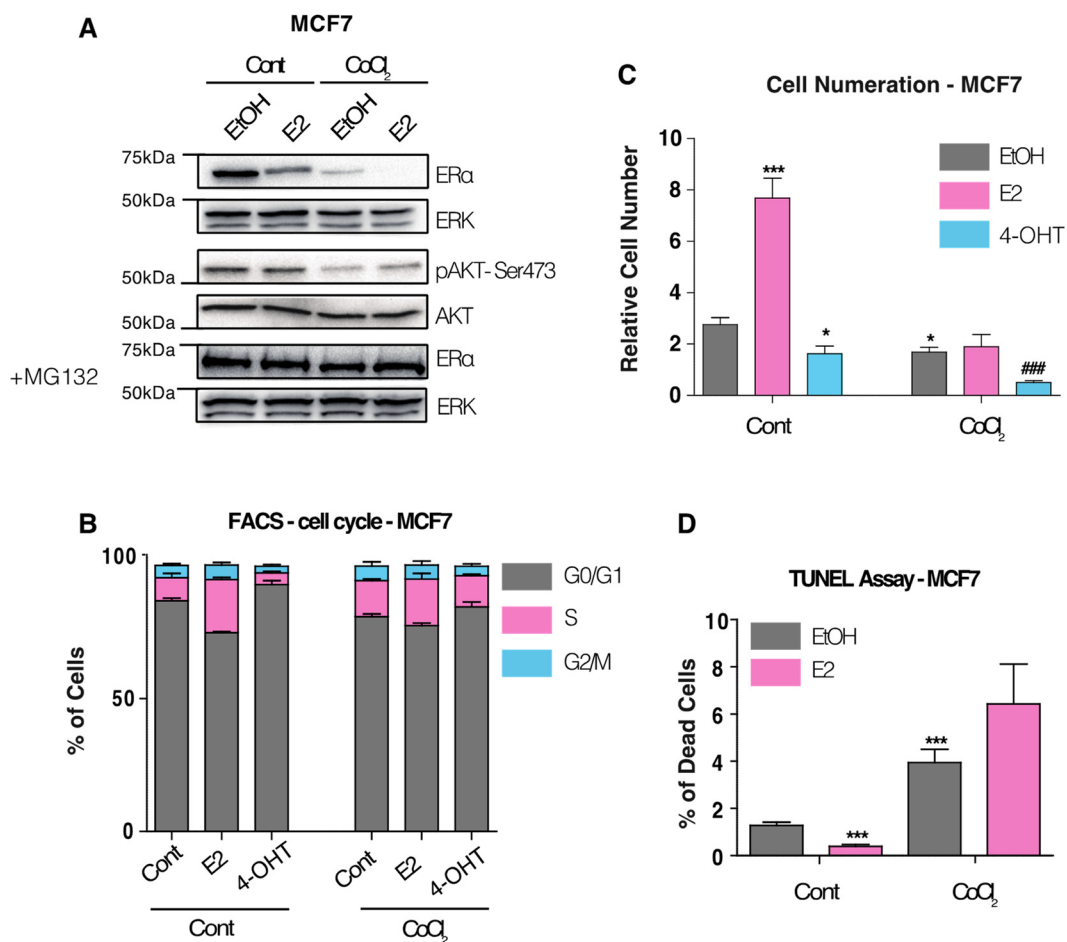 A
MCF7
Cont CoCl2
EtOH E2 EtOH E2
75kDa ERα
50kDa ERK
50kDa pAKT-Ser473
50kDa AKT
75kDa ERα
+MG132
50kDa ERK
C
Cell Numeration - MCF7
Relative Cell Number
10
8
6
4
2
0
*** * * ###
EtOH
E2
4-OHT
Cont CoCl2
B
FACS - cell cycle - MCF7
% of Cells
100
50
0
G0/G1
S
G2/M
Cont E2 4-OHT Cont E2 4-OHT
Cont CoCl2
D
TUNEL Assay - MCF7
% of Dead Cells
10
8
6
4
2
0
EtOH
E2
*** ***
Cont CoCl2